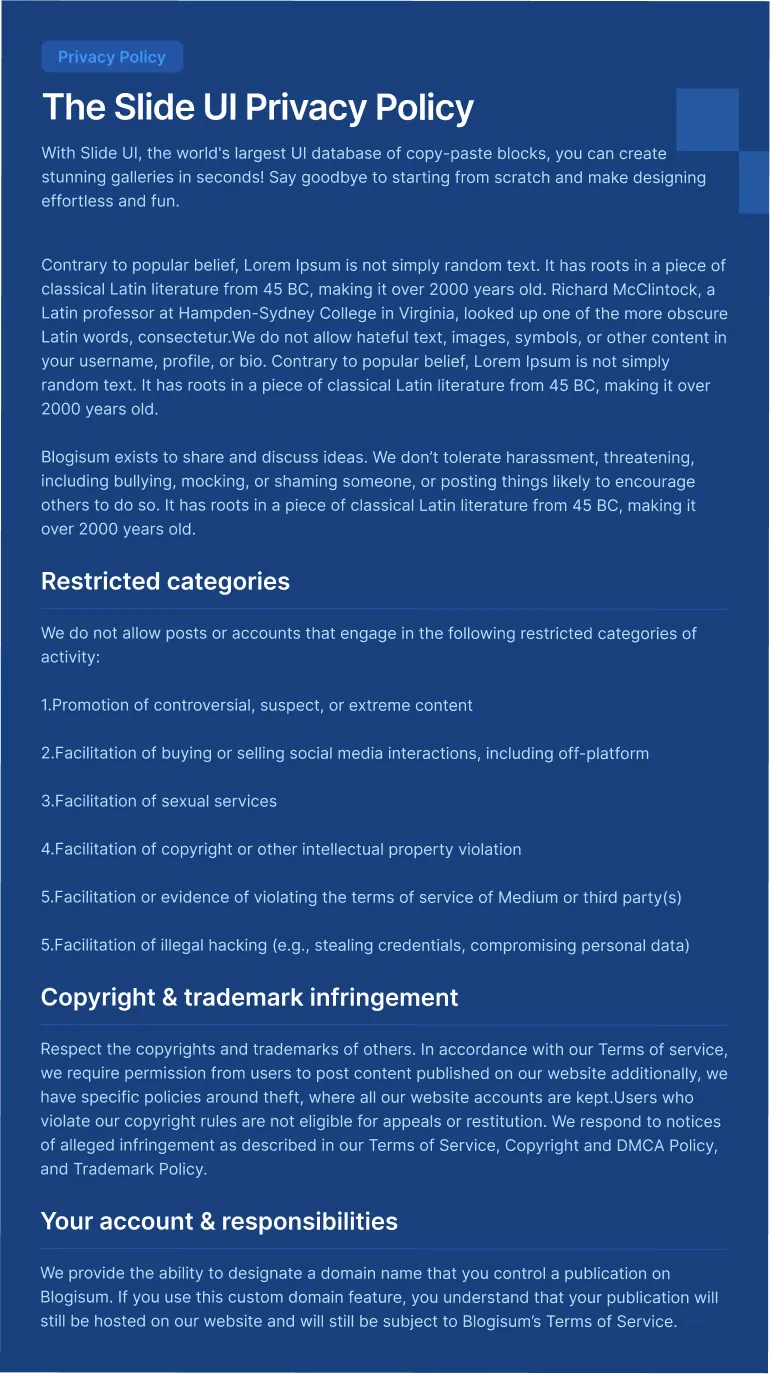 Privacy Policy
The Slide UI Privacy Policy
With Slide UI, the world's largest UI database of copy-paste blocks, you can create
stunning galleries in seconds! Say goodbye to starting from scratch and make designing
effortless and fun.
Contrary to popular belief, Lorem Ipsum is not simply random text. It has roots in a piece of
classical Latin literature from 45 BC, making it over 2000 years old. Richard McClintock, a
Latin professor at Hampden-Sydney College in Virginia, looked up one of the more obscure
Latin words, consectetur.We do not allow hateful text, images, symbols, or other content in
your username, profile, or bio. Contrary to popular belief, Lorem Ipsum is not simply
random text. It has roots in a piece of classical Latin literature from 45 BC, making it over
2000 years old.
Blogisum exists to share and discuss ideas. We don’t tolerate harassment, threatening,
including bullying, mocking, or shaming someone, or posting things likely to encourage
others to do so. It has roots in a piece of classical Latin literature from 45 BC, making it
over 2000 years old.
Restricted categories
We do not allow posts or accounts that engage in the following restricted categories of
activity:
1.Promotion of controversial, suspect, or extreme content
2.Facilitation of buying or selling social media interactions, including off-platform
3.Facilitation of sexual services
4.Facilitation of copyright or other intellectual property violation
5.Facilitation or evidence of violating the terms of service of Medium or third party(s)
5.Facilitation of illegal hacking (e.g., stealing credentials, compromising personal data)
Copyright & trademark infringement
Respect the copyrights and trademarks of others. In accordance with our Terms of service,
we require permission from users to post content published on our website additionally, we
have specific policies around theft, where all our website accounts are kept.Users who
violate our copyright rules are not eligible for appeals or restitution. We respond to notices
of alleged infringement as described in our Terms of Service, Copyright and DMCA Policy,
and Trademark Policy.
Your account & responsibilities
We provide the ability to designate a domain name that you control a publication on
Blogisum. If you use this custom domain feature, you understand that your publication will
still be hosted on our website and will still be subject to Blogisum’s Terms of Service.